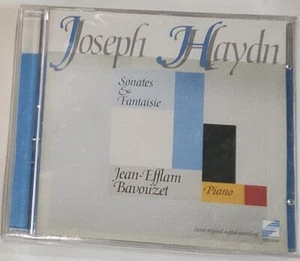 Joseph Haydn
Sonates
&
Fantaisie
Jean-Efflam
Bavouzet
Piano